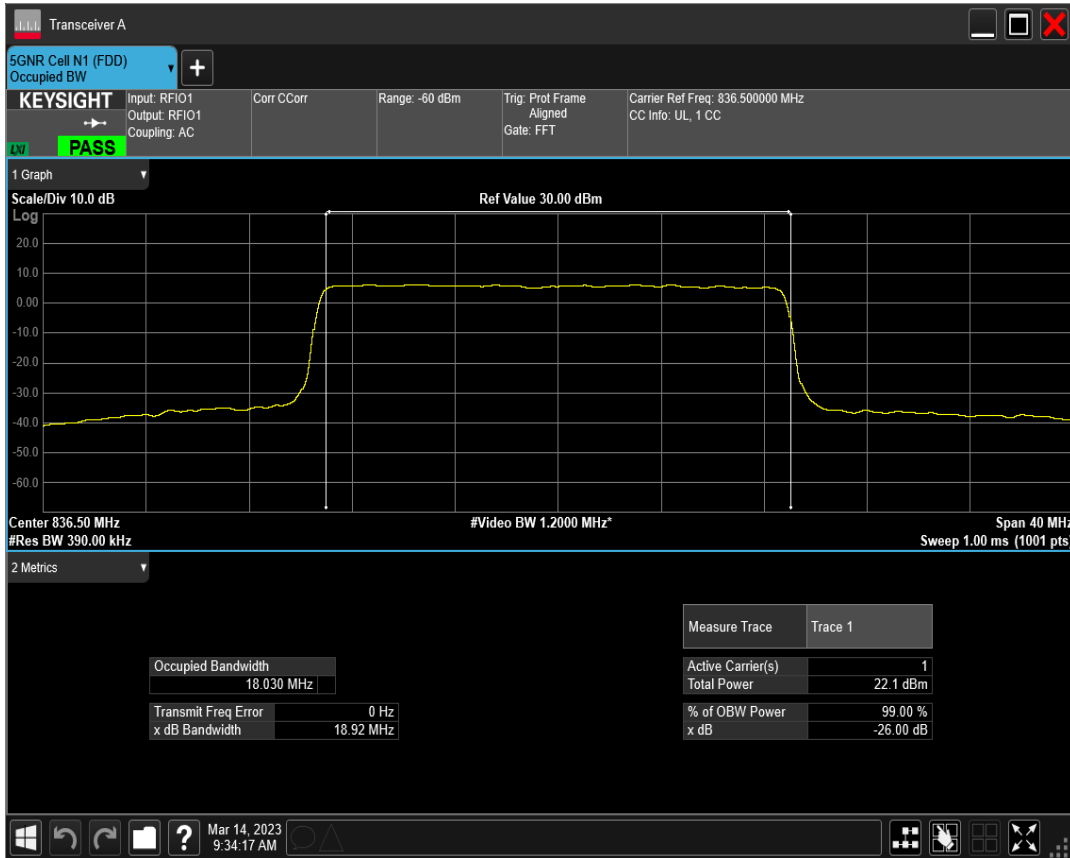 Transceiver A
5GNR Cell N1 (FDD)
Occupied BW
+
KEYSIGHT
LXI
PASS
Input: RFIO1
Output: RFIO1
Coupling: AC
Corr CCorr
Range: -60 dBm
Trig: Prot Frame
Aligned
Gate: FFT
Carrier Ref Freq: 836.500000 MHz
CC Info: UL, 1 CC
1 Graph
Scale/Div 10.0 dB
Ref Value 30.00 dBm
Log
20.0
10.0
0.00
-10.0
-20.0
-30.0
-40.0
-50.0
-60.0
Center 836.50 MHz
#Video BW 1.2000 MHz*
Span 40 MHz
#Res BW 390.00 kHz
Sweep 1.00 ms (1001 pts)
2 Metrics
Measure Trace Trace 1
Occupied Bandwidth
18.030 MHz
Active Carrier(s) 1
Total Power 22.1 dBm
Transmit Freq Error 0 Hz
x dB Bandwidth 18.92 MHz
% of OBW Power 99.00 %
x dB -26.00 dB
?
Mar 14, 2023
9:34:17 AM